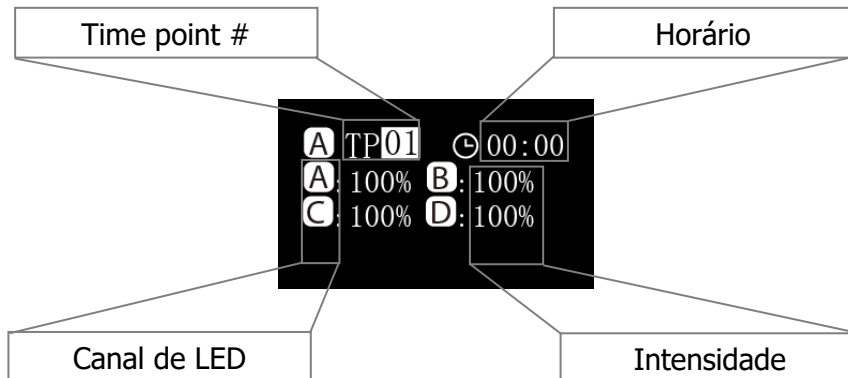 Time point #
Horário
A TP01 00:00
A: 100% B: 100%
C: 100% D: 100%
Canal de LED
Intensidade